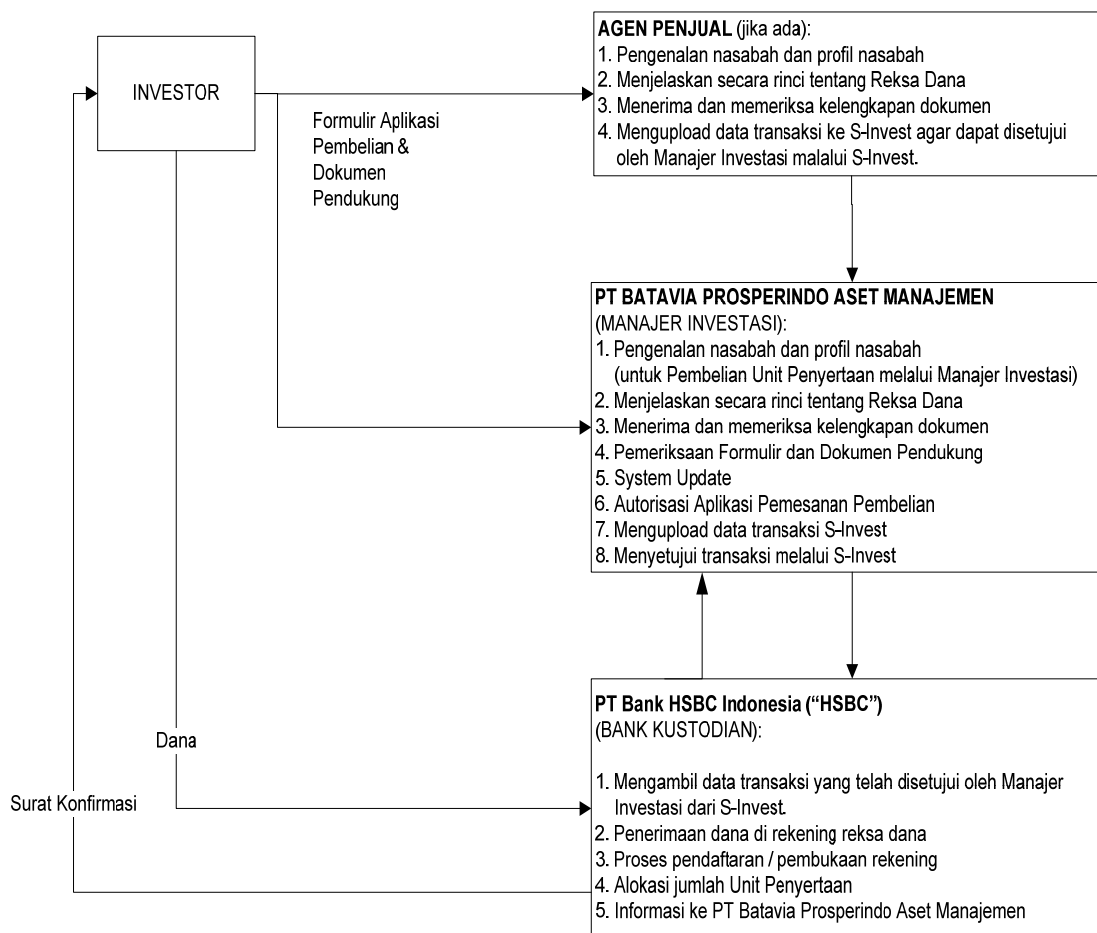 INVESTOR
Formulir Aplikasi
Pembelian &
Dokumen
Pendukung
AGEN PENJUAL (jika ada):
1. Pengenalan nasabah dan profil nasabah
2. Menjelaskan secara rinci tentang Reksa Dana
3. Menerima dan memeriksa kelengkapan dokumen
4. Mengupload data transaksi ke S-Invest agar dapat disetujui
oleh Manajer Investasi malalui S-Invest.
PT BATAVIA PROSPERINDO ASET MANAJEMEN
(MANAJER INVESTASI):
1. Pengenalan nasabah dan profil nasabah
(untuk Pembelian Unit Penyertaan melalui Manajer Investasi)
2. Menjelaskan secara rinci tentang Reksa Dana
3. Menerima dan memeriksa kelengkapan dokumen
4. Pemeriksaan Formulir dan Dokumen Pendukung
5. System Update
6. Autorisasi Aplikasi Pemesanan Pembelian
7. Mengupload data transaksi S-Invest
8. Menyetujui transaksi melalui S-Invest
Dana
Surat Konfirmasi
PT Bank HSBC Indonesia (“HSBC”)
(BANK KUSTODIAN):
1. Mengambil data transaksi yang telah disetujui oleh Manajer
Investasi dari S-Invest.
2. Penerimaan dana di rekening reksa dana
3. Proses pendaftaran / pembukaan rekening
4. Alokasi jumlah Unit Penyertaan
5. Informasi ke PT Batavia Prosperindo Aset Manajemen